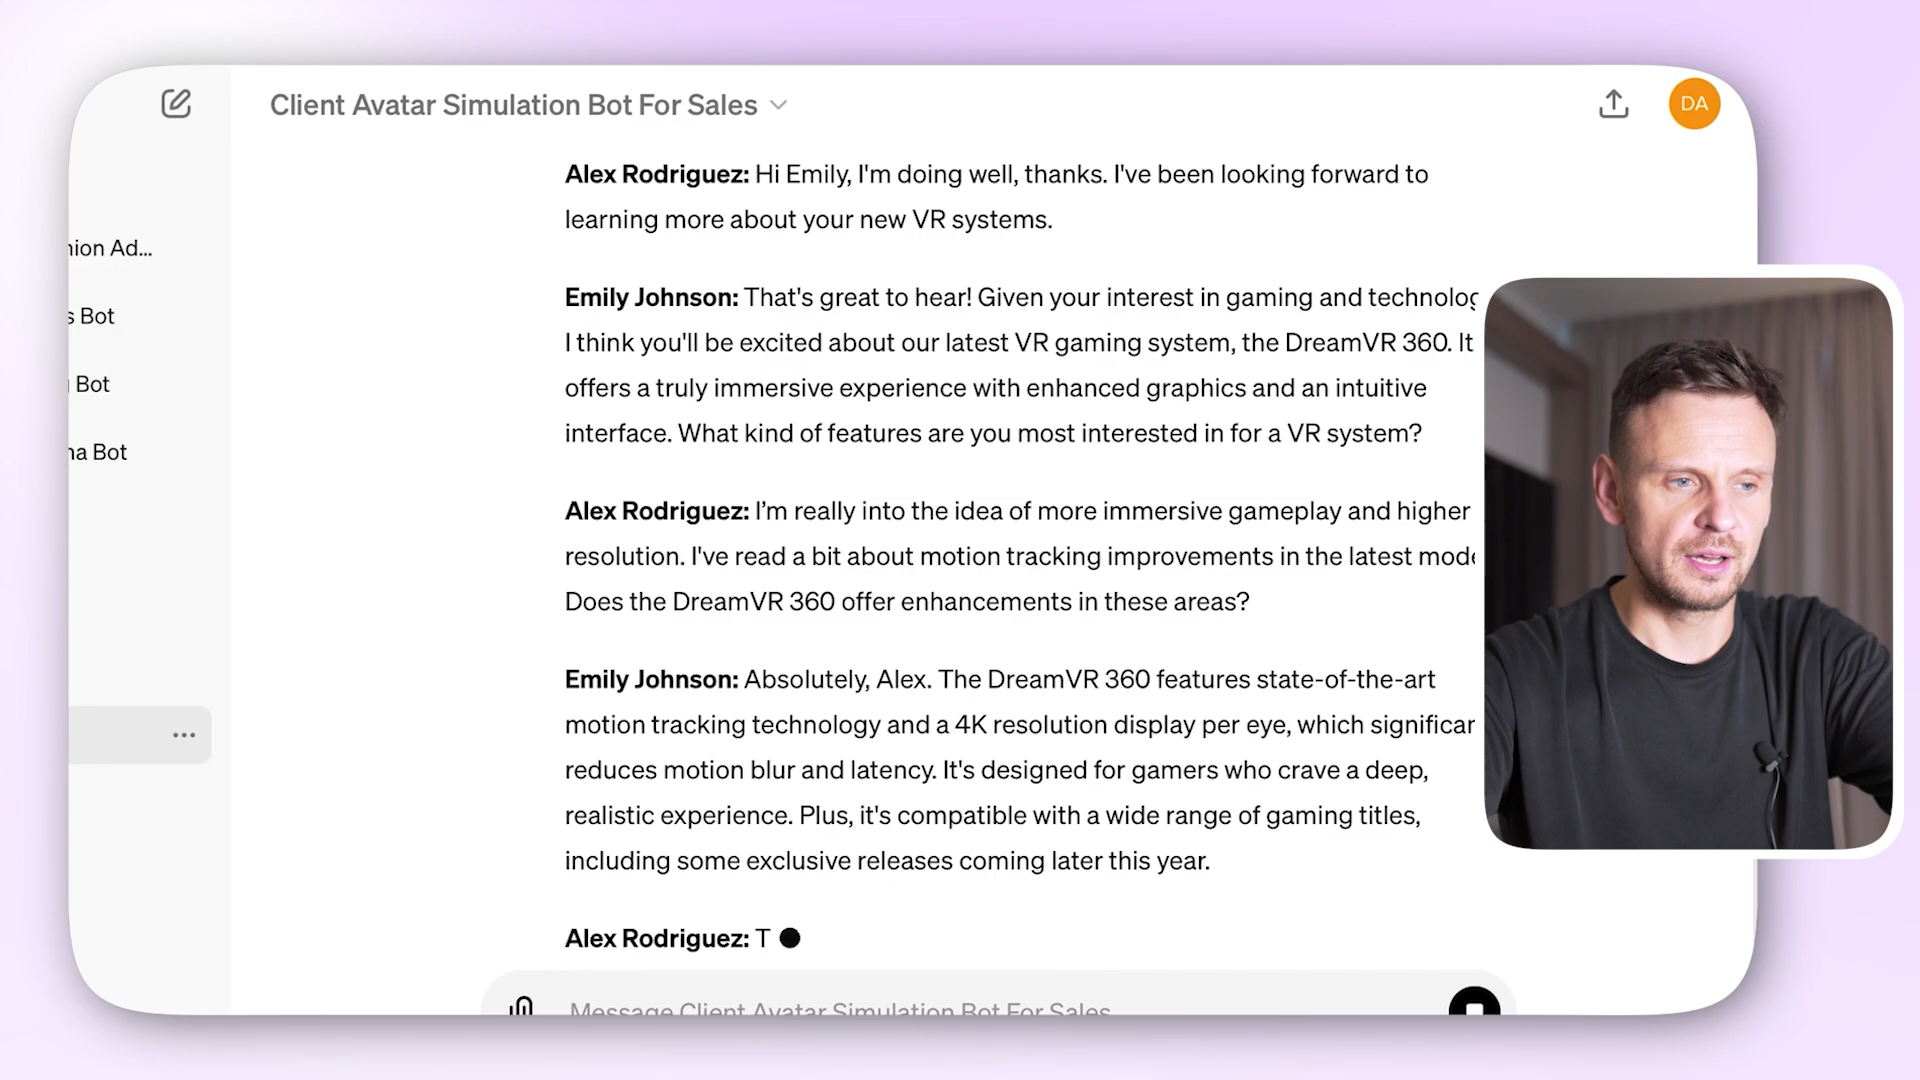 Client Avatar Simulation Bot For Sales
DA
Alex Rodriguez: Hi Emily, I'm doing well, thanks. I've been looking forward to
learning more about your new VR systems.
Ad...
Bot
Bot
Bot
Emily Johnson: That's great to hear! Given your interest in gaming and
I think you'll be excited about our latest VR gaming system, the DreamVR 360. It
offers a truly immersive experience with enhanced graphics and an intuitive
interface. What kind of features are you most interested in for a VR system?
Alex Rodriguez: I’m really into the idea of more immersive gameplay and higher
resolution. I've read a bit about motion tracking improvements in the latest
Does the DreamVR 360 offer enhancements in these areas?
Emily Johnson: Absolutely, Alex. The DreamVR 360 features state-of-the-art
motion tracking technology and a 4K resolution display per eye, which
reduces motion blur and latency. It's designed for gamers who crave a deep,
realistic experience. Plus, it's compatible with a wide range of gaming titles,
including some exclusive releases coming later this year.
Alex Rodriguez: T
Message Client Avatar Simulation Bot For Sales